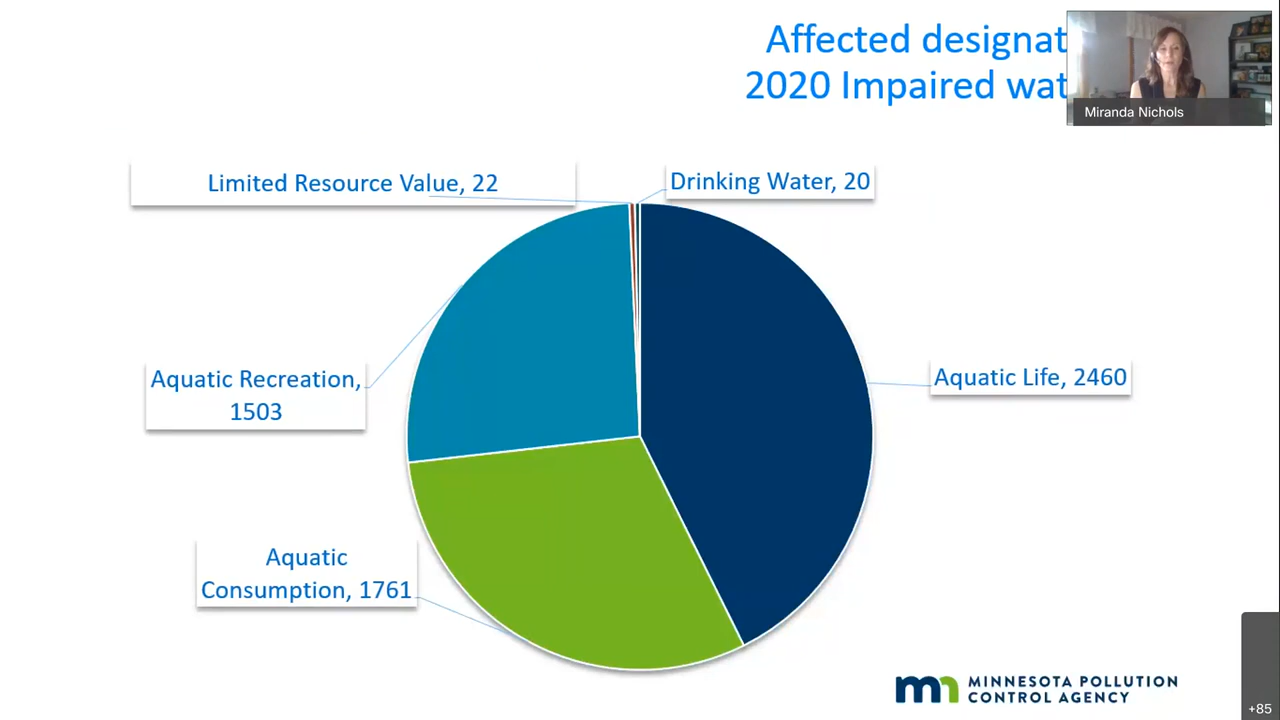 Affected designat
2020 Impaired wat
Miranda Nichols
Limited Resource Value, 22
Drinking Water, 20
Aquatic Recreation,
1503
Aquatic Life, 2460
Aquatic
Consumption, 1761
MINNESOTA POLLUTION
CONTROL AGENCY
+85